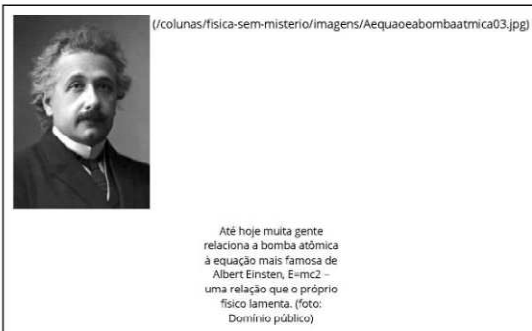 (/colunas/fisica-sem-misterio/imagens/Aequaoeabombaatmica03.jpg)
Até hoje muita gente
relaciona a bomba atômica
à equação mais famosa de
Albert Einsten, E=mc2 –
uma relação que o próprio
físico lamenta. (foto:
Domínio público)